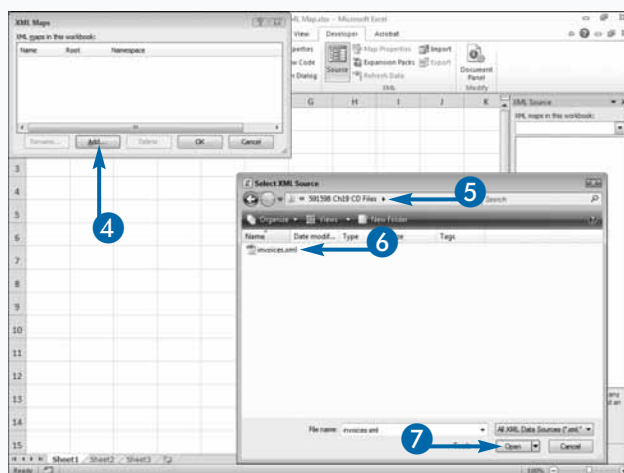 XML Maps
XML maps in this workbook:
Name Root Namespace
Rename... Add... Delete OK Cancel
4
ML Map.xlsx - Microsoft Excel
View Developer Acrobat
Source
Map Properties
Expansion Packs
Refresh Data
Import
Export
XML
Document
Panel
Modify
G H I J K
XML Source
XML maps in this workbook:
3
4
5
6
7
8
9
10
11
12
13
14
15
Select XML Source
591598 Ch19 CD Files
5
Search
Organize Views New Folder
Name Date modif... Type Tags
invoices.xml
6
File name: invoices.xml
All XML Data Sources (*.xml;*
7
Open Cancel
Sheet1 Sheet2 Sheet3
Ready
100%